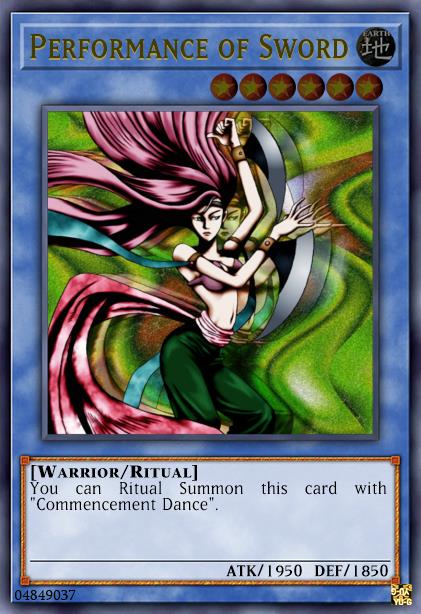 PERFORMANCE OF SWORD
EARTH
地
[WARRIOR/RITUAL]
You can Ritual Summon this card with
"Commencement Dance".
ATK/1950 DEF/1850
04849037